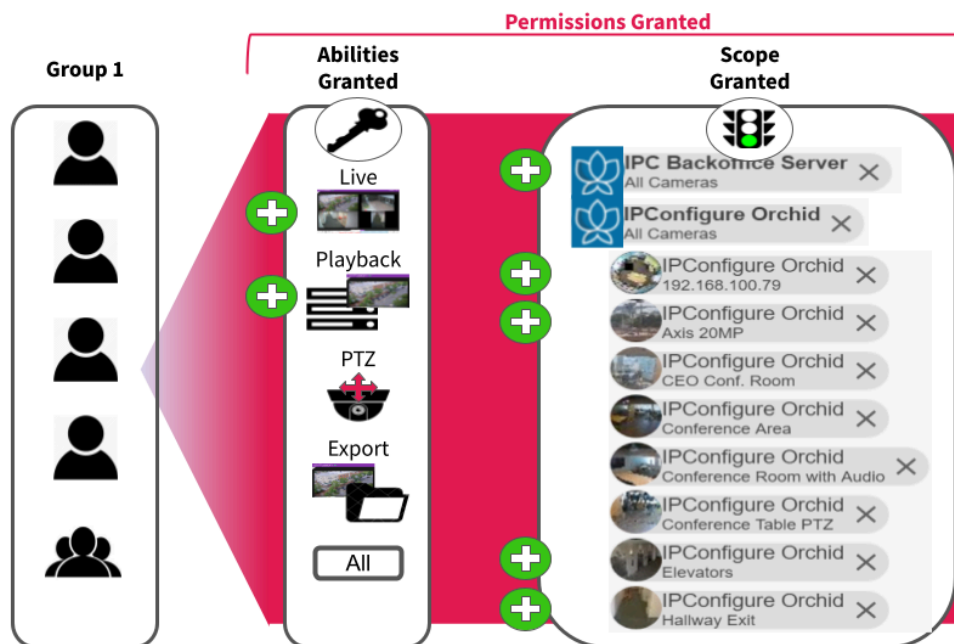 Permissions Granted
Group 1
Abilities
Granted
Scope
Granted
Live
Playback
PTZ
Export
All
IPC Backoffice Server
All Cameras
IPConfigure Orchid
All Cameras
IPConfigure Orchid
192.168.100.79
IPConfigure Orchid
Axis 20MP
IPConfigure Orchid
CEO Conf. Room
IPConfigure Orchid
Conference Area
IPConfigure Orchid
Conference Room with Audio
IPConfigure Orchid
Conference Table PTZ
IPConfigure Orchid
Elevators
IPConfigure Orchid
Hallway Exit